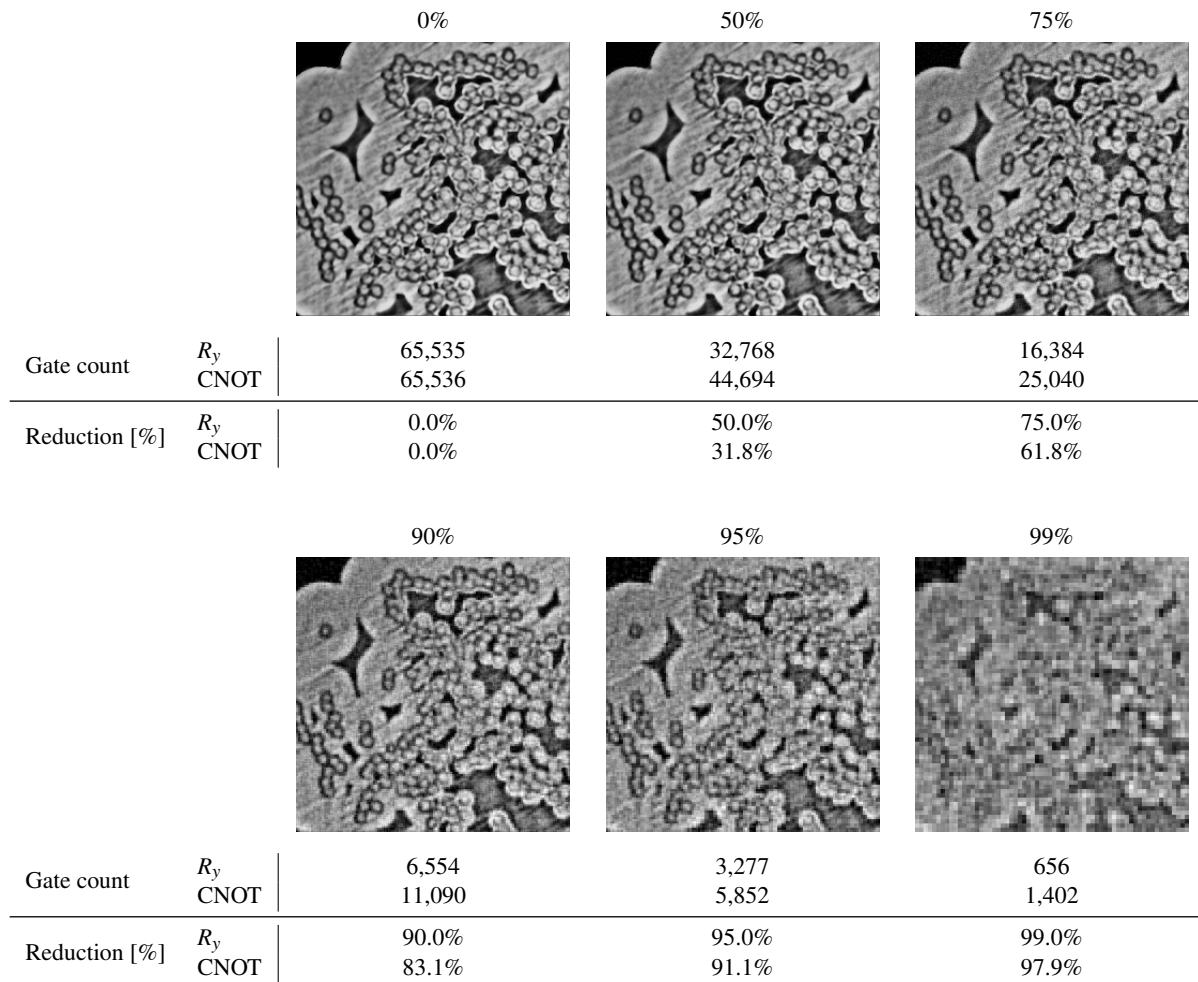 0% 50% 75%
Gate count R_y 65,535 32,768 16,384
CNOT 65,536 44,694 25,040
Reduction [%] R_y 0.0% 50.0% 75.0%
CNOT 0.0% 31.8% 61.8%
90% 95% 99%
Gate count R_y 6,554 3,277 656
CNOT 11,090 5,852 1,402
Reduction [%] R_y 90.0% 95.0% 99.0%
CNOT 83.1% 91.1% 97.9%